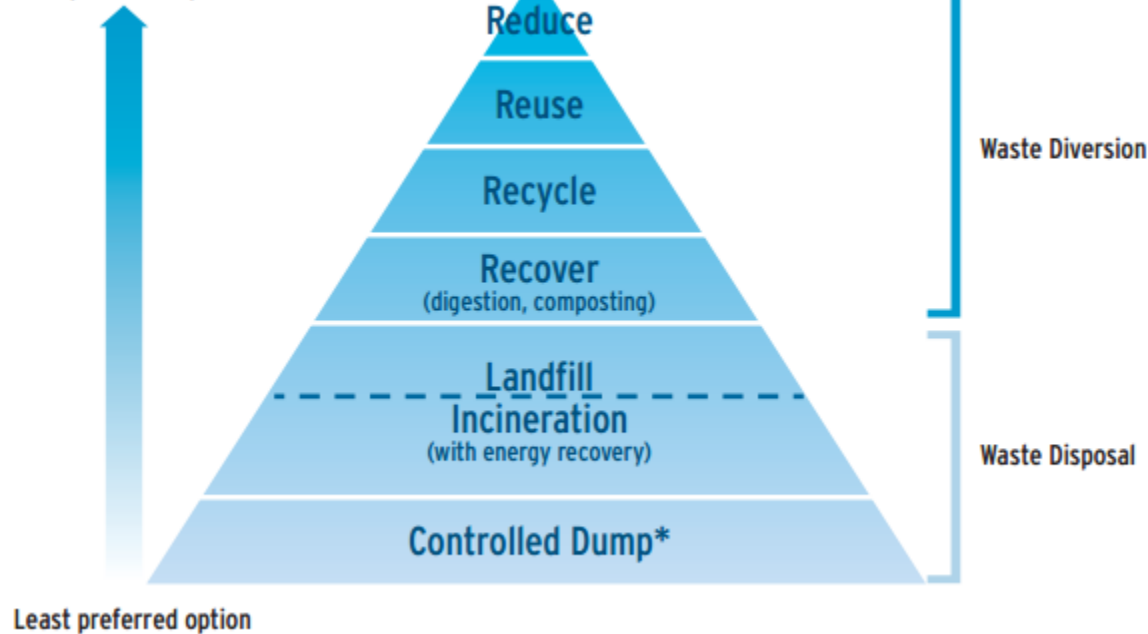 Reduce
Reuse
Waste Diversion
Recycle
Recover
(digestion, composting)
Landfill
Incineration
(with energy recovery)
Waste Disposal
Controlled Dump*
Least preferred option